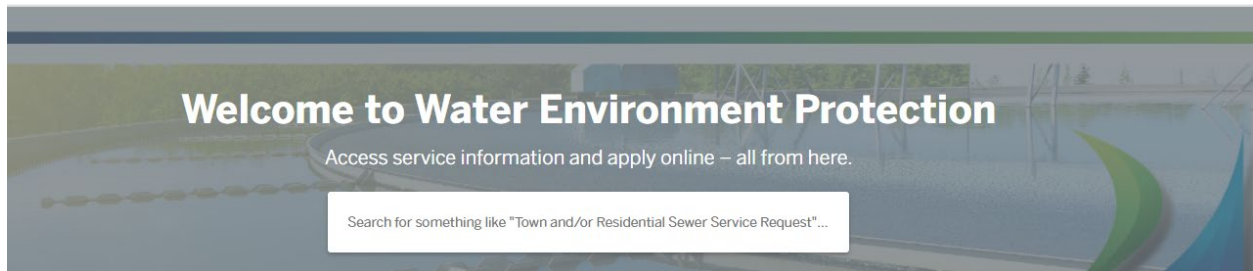 Welcome to Water Environment Protection
Access service information and apply online – all from here.
Search for something like "Town and/or Residential Sewer Service Request"...